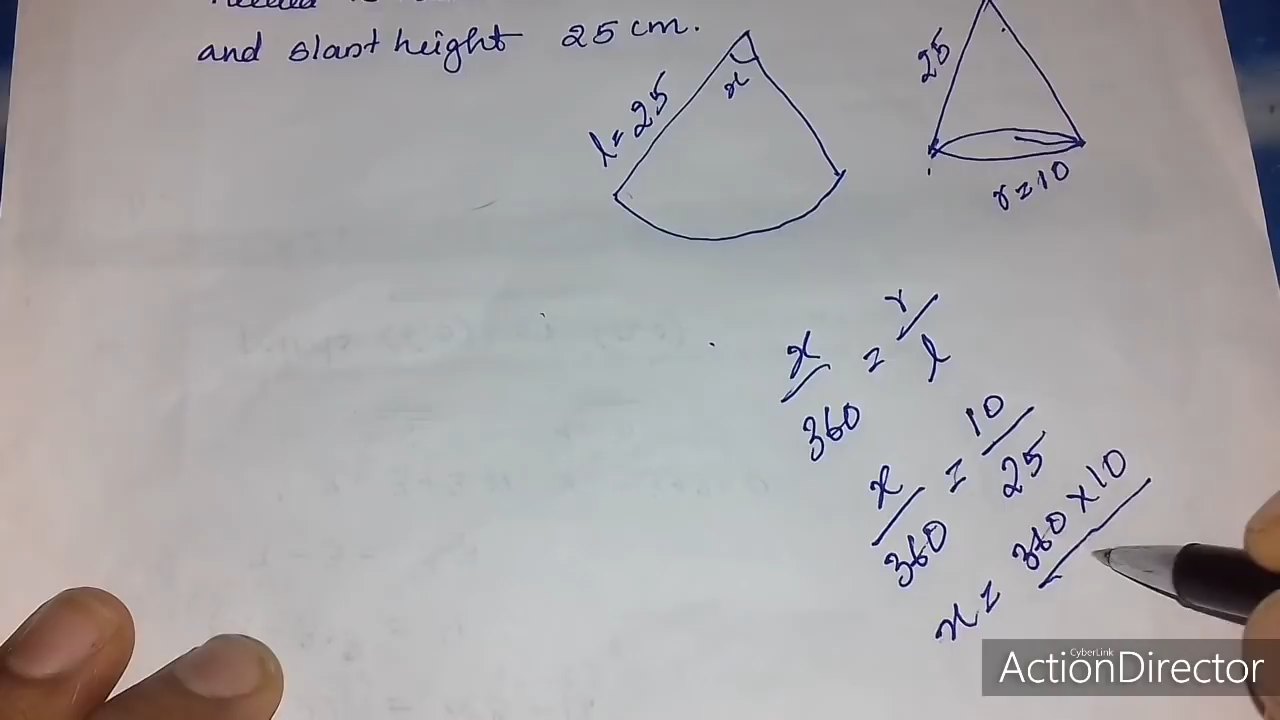 and slant height 25 cm.
l = 25
x
25
r = 10
x/360 = r/l
x/360 = 10/25
x = 360 × 10
CyberLink
ActionDirector